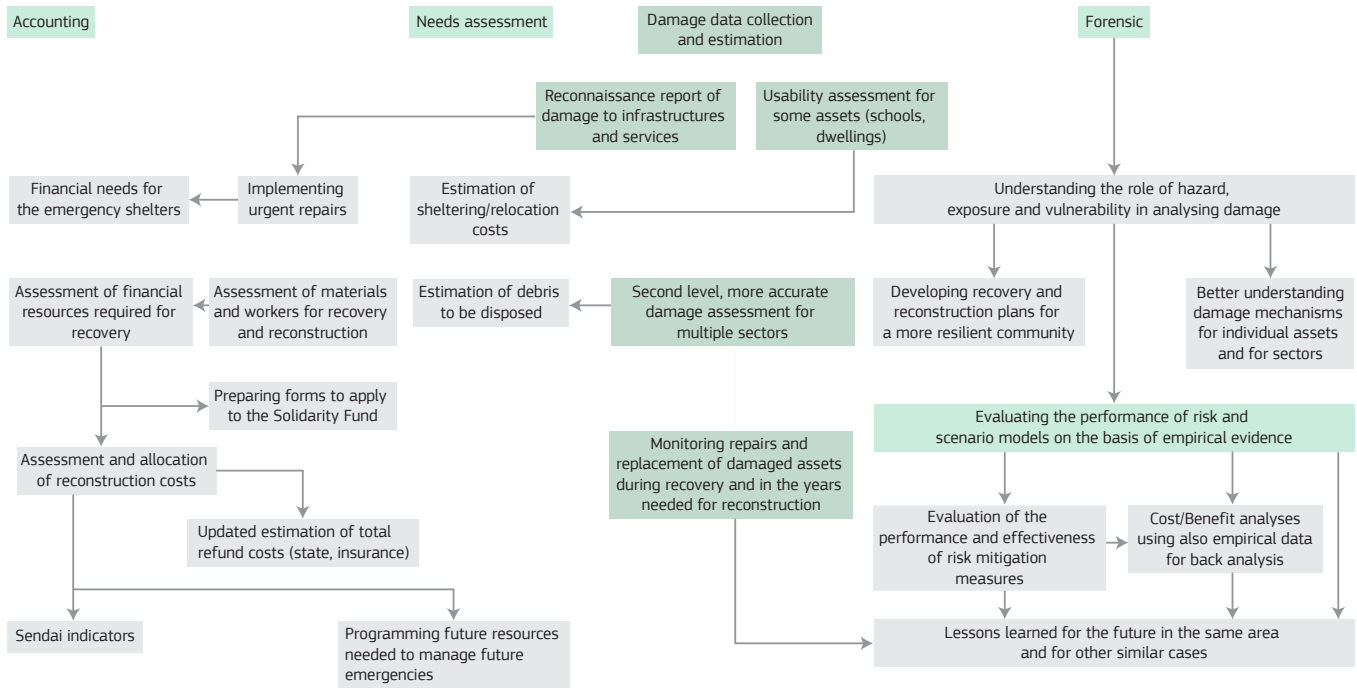 Accounting
Needs assessment
Damage data collection
and estimation
Forensic
Reconnaissance report of
damage to infrastructures
and services
Usability assessment for
some assets (schools,
dwellings)
Financial needs for
the emergency shelters
Implementing
urgent repairs
Estimation of
sheltering/relocation
costs
Understanding the role of hazard,
exposure and vulnerability in analysing damage
Assessment of financial
resources required for
recovery
Assessment of materials
and workers for recovery
and reconstruction
Estimation of debris
to be disposed
Second level, more accurate
damage assessment for
multiple sectors
Developing recovery and
reconstruction plans for
a more resilient community
Better understanding
damage mechanisms
for individual assets
and for sectors
Preparing forms to apply
to the Solidarity Fund
Evaluating the performance of risk and
scenario models on the basis of empirical evidence
Assessment and allocation
of reconstruction costs
Monitoring repairs and
replacement of damaged assets
during recovery and in the years
needed for reconstruction
Updated estimation of total
refund costs (state, insurance)
Evaluation of the
performance and effectiveness
of risk mitigation
measures
Cost/Benefit analyses
using also empirical data
for back analysis
Sendai indicators
Programming future resources
needed to manage future
emergencies
Lessons learned for the future in the same area
and for other similar cases